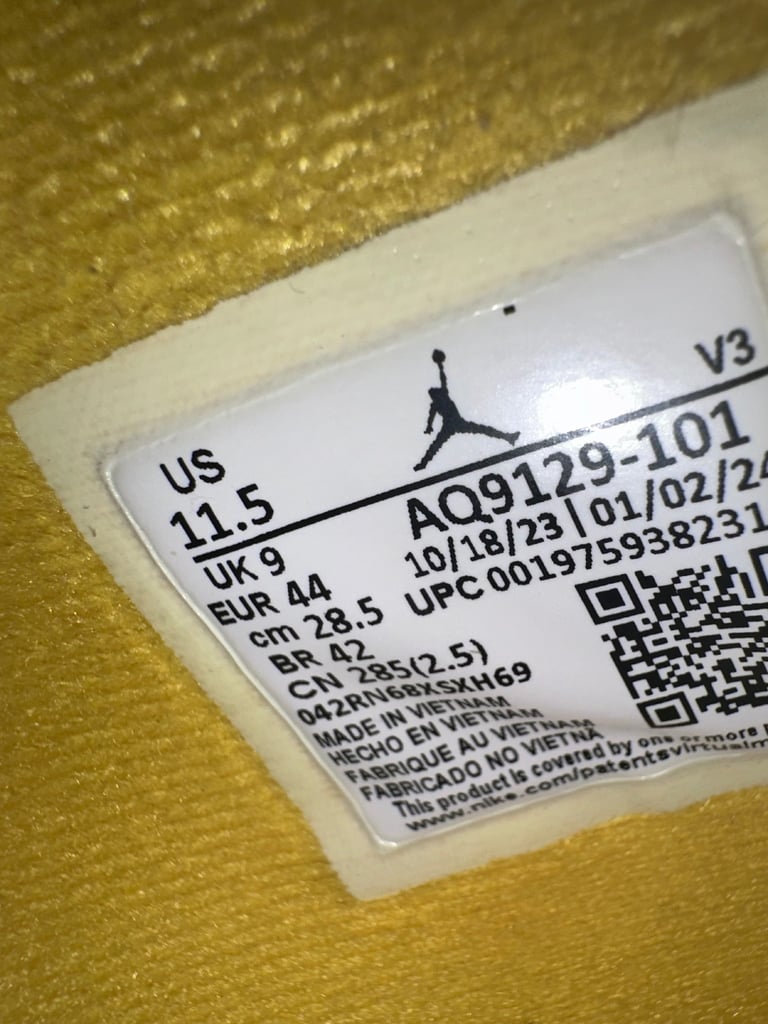 V3
US
11.5
AQ9129-101
10/18/23 | 01/02/24
UPC 001975938231
UK 9
EUR 44
cm 28.5
BR 42
CN 285(2.5)
042RN68XSXH69
MADE IN VIETNAM
HECHO EN VIETNAM
FABRIQUE AU VIETNAM
FABRICADO NO VIETNA
This product is covered by one or more
www.nike.com/patentsvirtualm